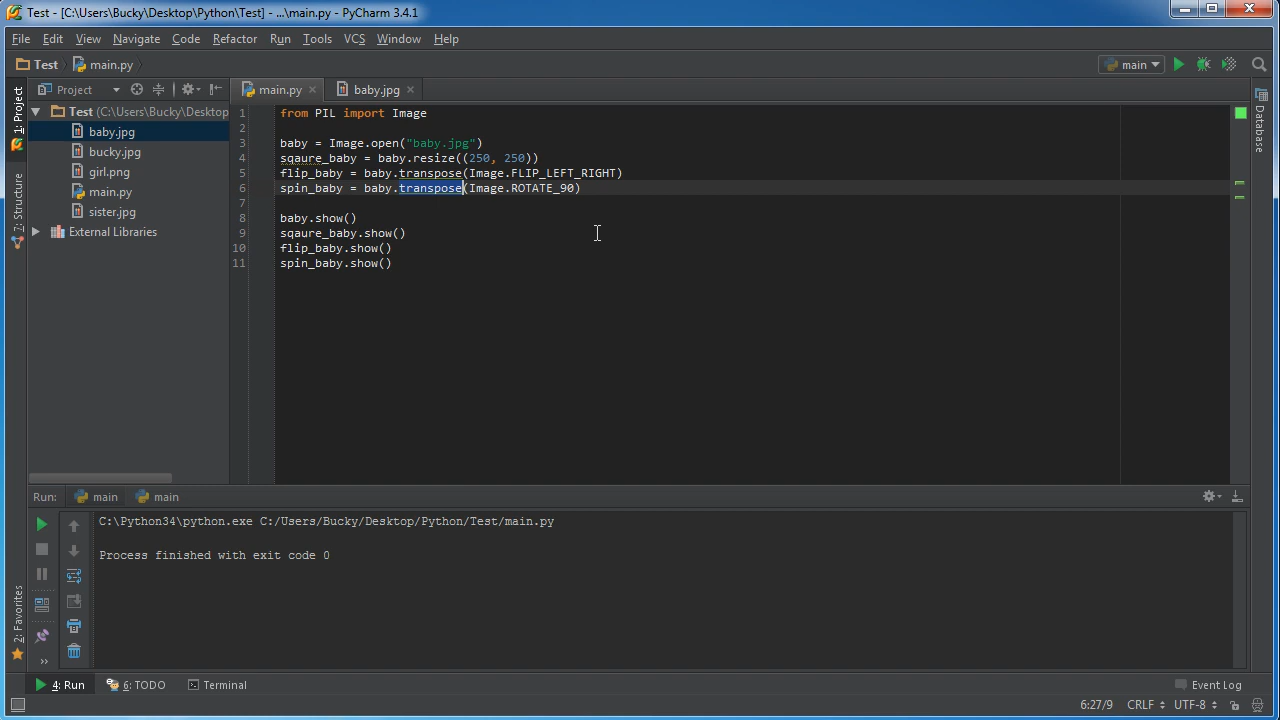 Test - [C:\Users\Bucky\Desktop\Python\Test] - ...\main.py - PyCharm 3.4.1
File Edit View Navigate Code Refactor Run Tools VCS Window Help
Test main.py main
Project main.py baby.jpg
1: Project
7: Structure
2: Favorites
Database
Test (C:\Users\Bucky\Desktop
baby.jpg
bucky.jpg
girl.png
main.py
sister.jpg
External Libraries
1 from PIL import Image
2
3 baby = Image.open("baby.jpg")
4 sqaure_baby = baby.resize((250, 250))
5 flip_baby = baby.transpose(Image.FLIP_LEFT_RIGHT)
6 spin_baby = baby.transpose(Image.ROTATE_90)
7
8 baby.show()
9 sqaure_baby.show()
10 flip_baby.show()
11 spin_baby.show()
Run: main main
C:\Python34\python.exe C:/Users/Bucky/Desktop/Python/Test/main.py
Process finished with exit code 0
4: Run 6: TODO Terminal Event Log
6:27/9 CRLF UTF-8